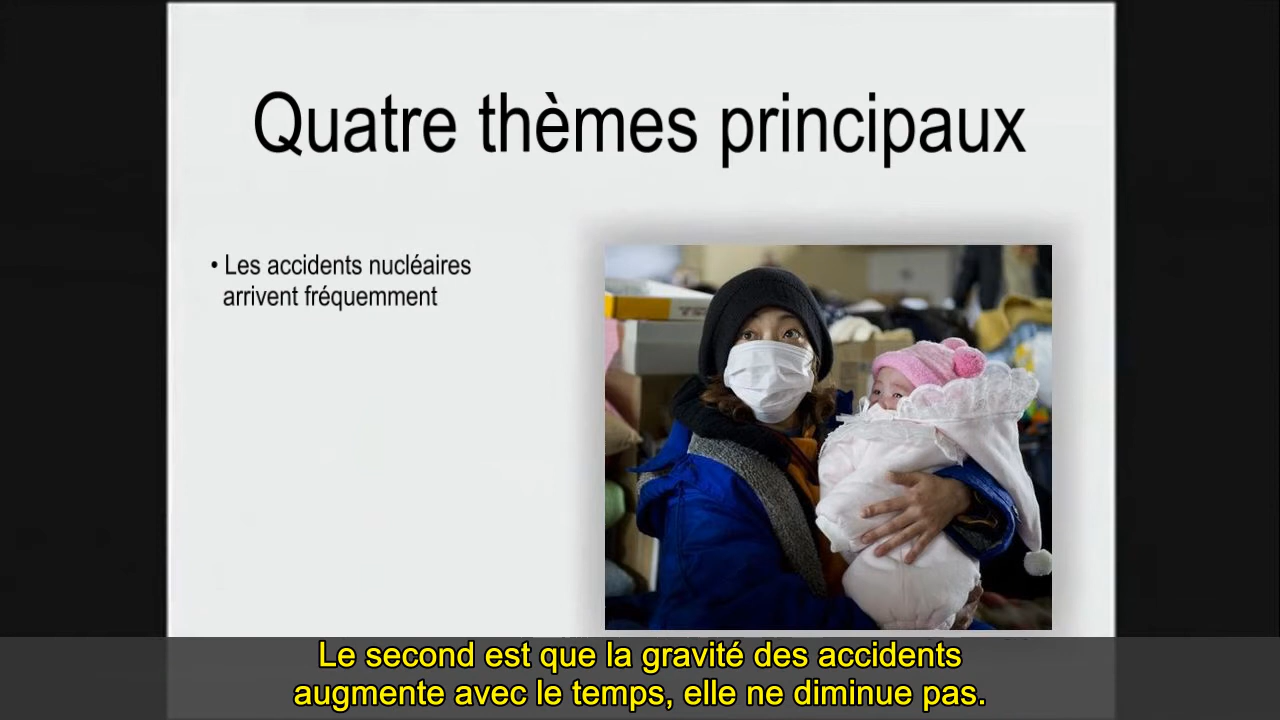 Quatre thèmes principaux
• Les accidents nucléaires
arrivent fréquemment
Le second est que la gravité des accidents
augmente avec le temps, elle ne diminue pas.